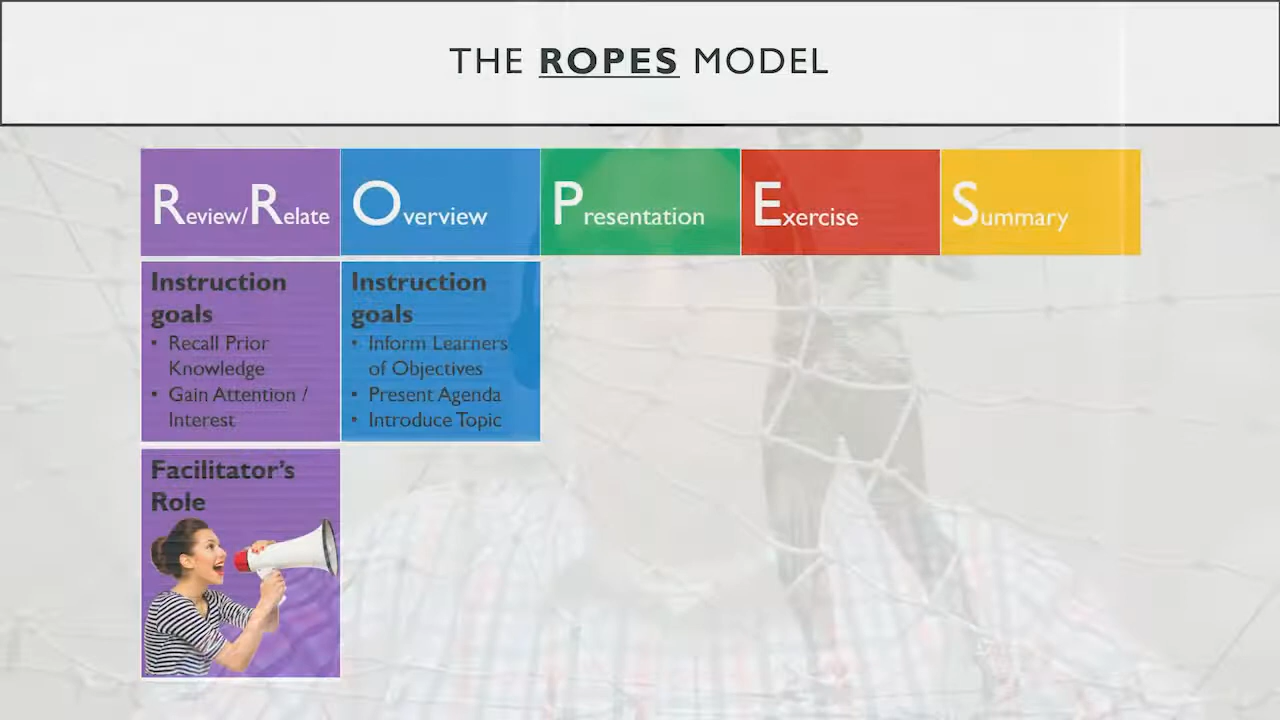 THE ROPES MODEL
Review/Relate
Overview
Presentation
Exercise
Summary
Instruction
goals
• Recall Prior
Knowledge
• Gain Attention /
Interest
Instruction
goals
• Inform Learners
of Objectives
• Present Agenda
• Introduce Topic
Facilitator's
Role